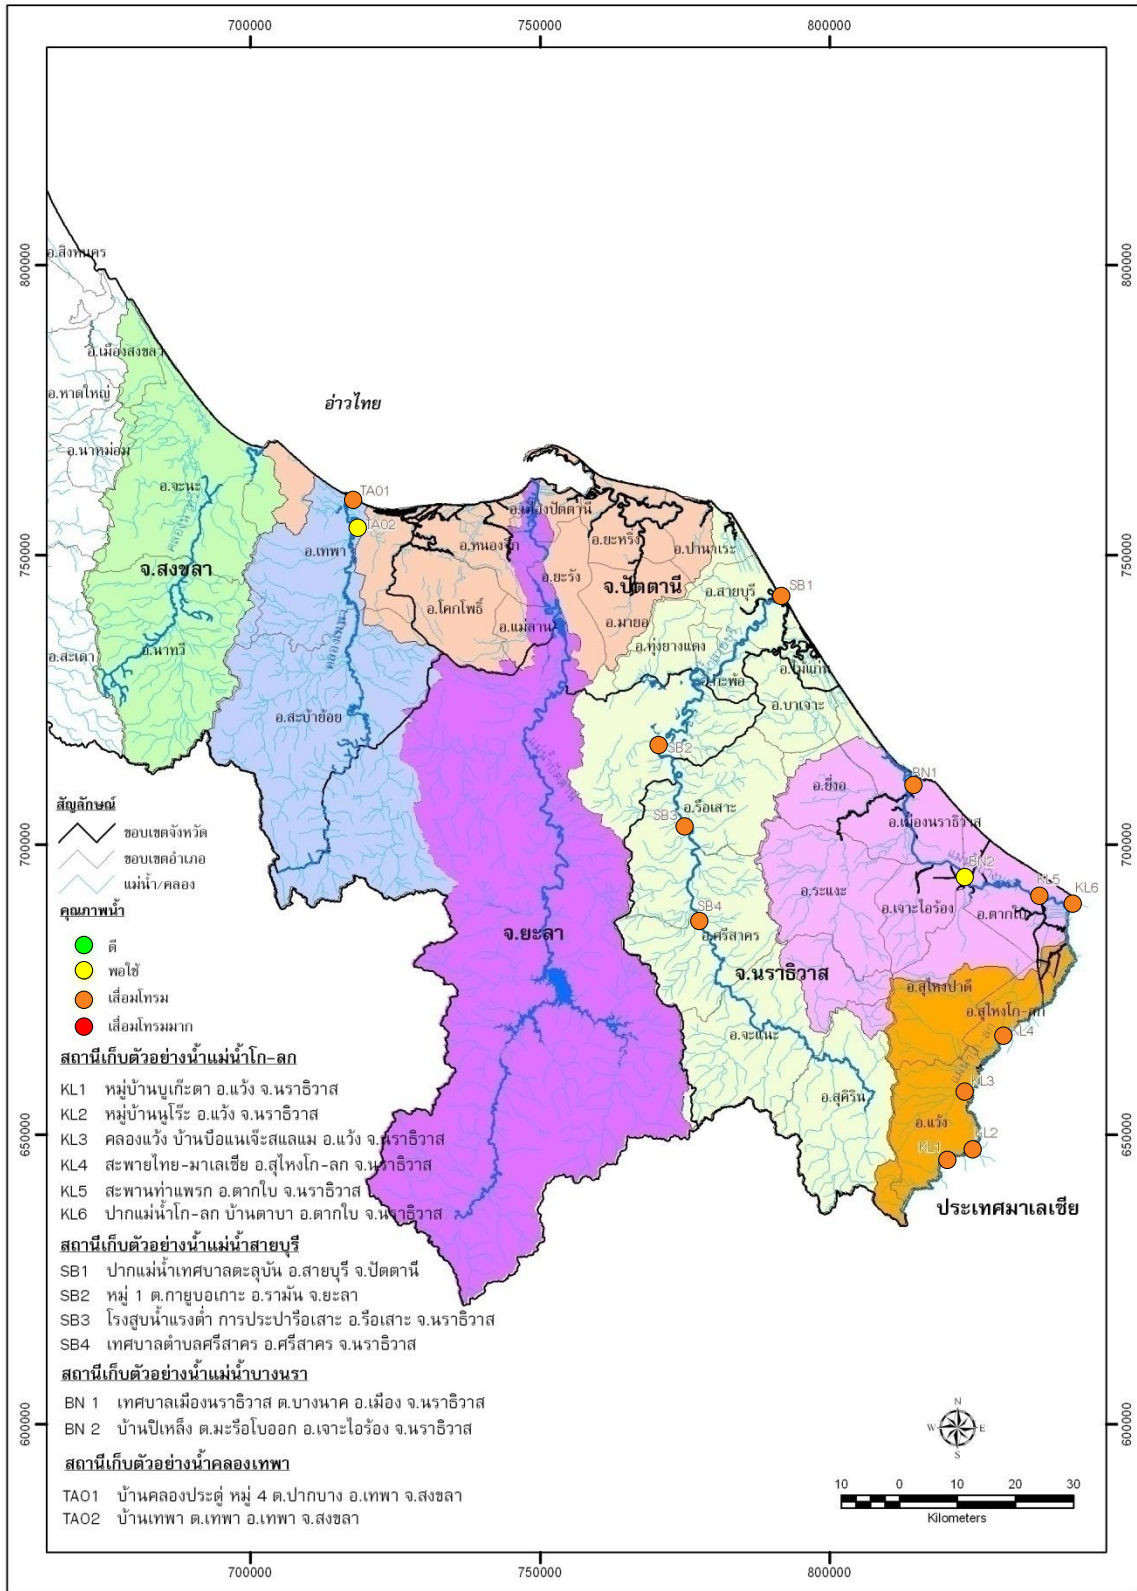 700000
750000
800000
800000
800000
อ.สิงหนคร
อ.เมืองสงขลา
อ.หาดใหญ่
อ่าวไทย
อ.นาหม่อม
อ.จะนะ
TA01
อ.เมืองปัตตานี
TA02
อ.หนองจิก
อ.ยะหริ่ง
อ.ปานาเระ
750000
750000
อ.เทพา
คลองนาทวี
จ.สงขลา
อ.ยะรัง
จ.ปัตตานี
อ.สายบุรี
SB1
อ.โคกโพธิ์
อ.แม่ลาน
อ.มายอ
อ.ทุ่งยางแดง
คลองเทพา
แม่น้ำสายบุรี
อ.สะเดา
อ.นาทวี
อ.ไม้แก่น
อ.กะพ้อ
อ.บาเจาะ
อ.สะบ้าย้อย
SB2
แม่น้ำปัตตานี
BN1
อ.ยี่งอ
สัญลักษณ์
อ.รือเสาะ
SB3
อ.เมืองนราธิวาส
ขอบเขตจังหวัด
700000
700000
ขอบเขตอำเภอ
BN2
แม่น้ำ/คลอง
อ.ระแงะ
KL5
KL6
คุณภาพน้ำ
SB4
อ.เจาะไอร้อง
อ.ตากใบ
ดี
จ.ยะลา
อ.ศรีสาคร
พอใช้
จ.นราธิวาส
เสื่อมโทรม
อ.สุไหงปาดี
อ.สุไหงโก-ลก
เสื่อมโทรมมาก
อ.จะแนะ
KL4
สถานีเก็บตัวอย่างน้ำแม่น้ำโก-ลก
KL1 หมู่บ้านบูเก๊ะตา อ.แว้ง จ.นราธิวาส
KL3
อ.สุคิริน
KL2 หมู่บ้านนูโร๊ะ อ.แว้ง จ.นราธิวาส
อ.แว้ง
650000
KL3 คลองแว้ง บ้านบือแนเจ๊ะสแลแม อ.แว้ง จ.นราธิวาส
KL2
KL1
KL4 สะพายไทย-มาเลเซีย อ.สุไหงโก-ลก จ.นราธิวาส
650000
KL5 สะพานท่าแพรก อ.ตากใบ จ.นราธิวาส
KL6 ปากแม่น้ำโก-ลก บ้านตาบา อ.ตากใบ จ.นราธิวาส
ประเทศมาเลเซีย
สถานีเก็บตัวอย่างน้ำแม่น้ำสายบุรี
SB1 ปากแม่น้ำเทศบาลตะลุบัน อ.สายบุรี จ.ปัตตานี
SB2 หมู่ 1 ต.กายูบอเกาะ อ.รามัน จ.ยะลา
SB3 โรงสูบน้ำแรงต่ำ การประปารือเสาะ อ.รือเสาะ จ.นราธิวาส
SB4 เทศบาลตำบลศรีสาคร อ.ศรีสาคร จ.นราธิวาส
สถานีเก็บตัวอย่างน้ำแม่น้ำบางนรา
BN 1 เทศบาลเมืองนราธิวาส ต.บางนาค อ.เมือง จ.นราธิวาส
BN 2 บ้านปิเหล็ง ต.มะรือโบออก อ.เจาะไอร้อง จ.นราธิวาส
600000
600000
N
W E
S
สถานีเก็บตัวอย่างน้ำคลองเทพา
TA01 บ้านคลองประดู่ หมู่ 4 ต.ปากบาง อ.เทพา จ.สงขลา
TA02 บ้านเทพา ต.เทพา อ.เทพา จ.สงขลา
10 0 10 20 30
Kilometers
700000
750000
800000